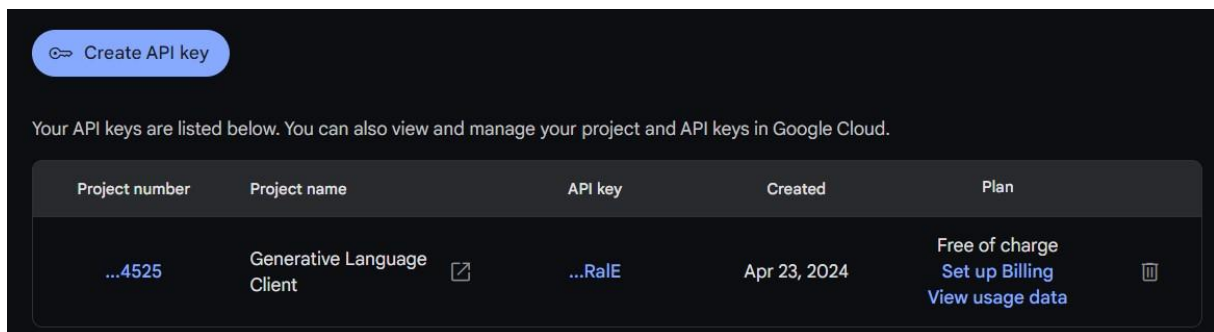 Create API key
Your API keys are listed below. You can also view and manage your project and API keys in Google Cloud.
Project number Project name API key Created Plan
...4525 Generative Language Client ...RalE Apr 23, 2024 Free of charge
Set up Billing
View usage data